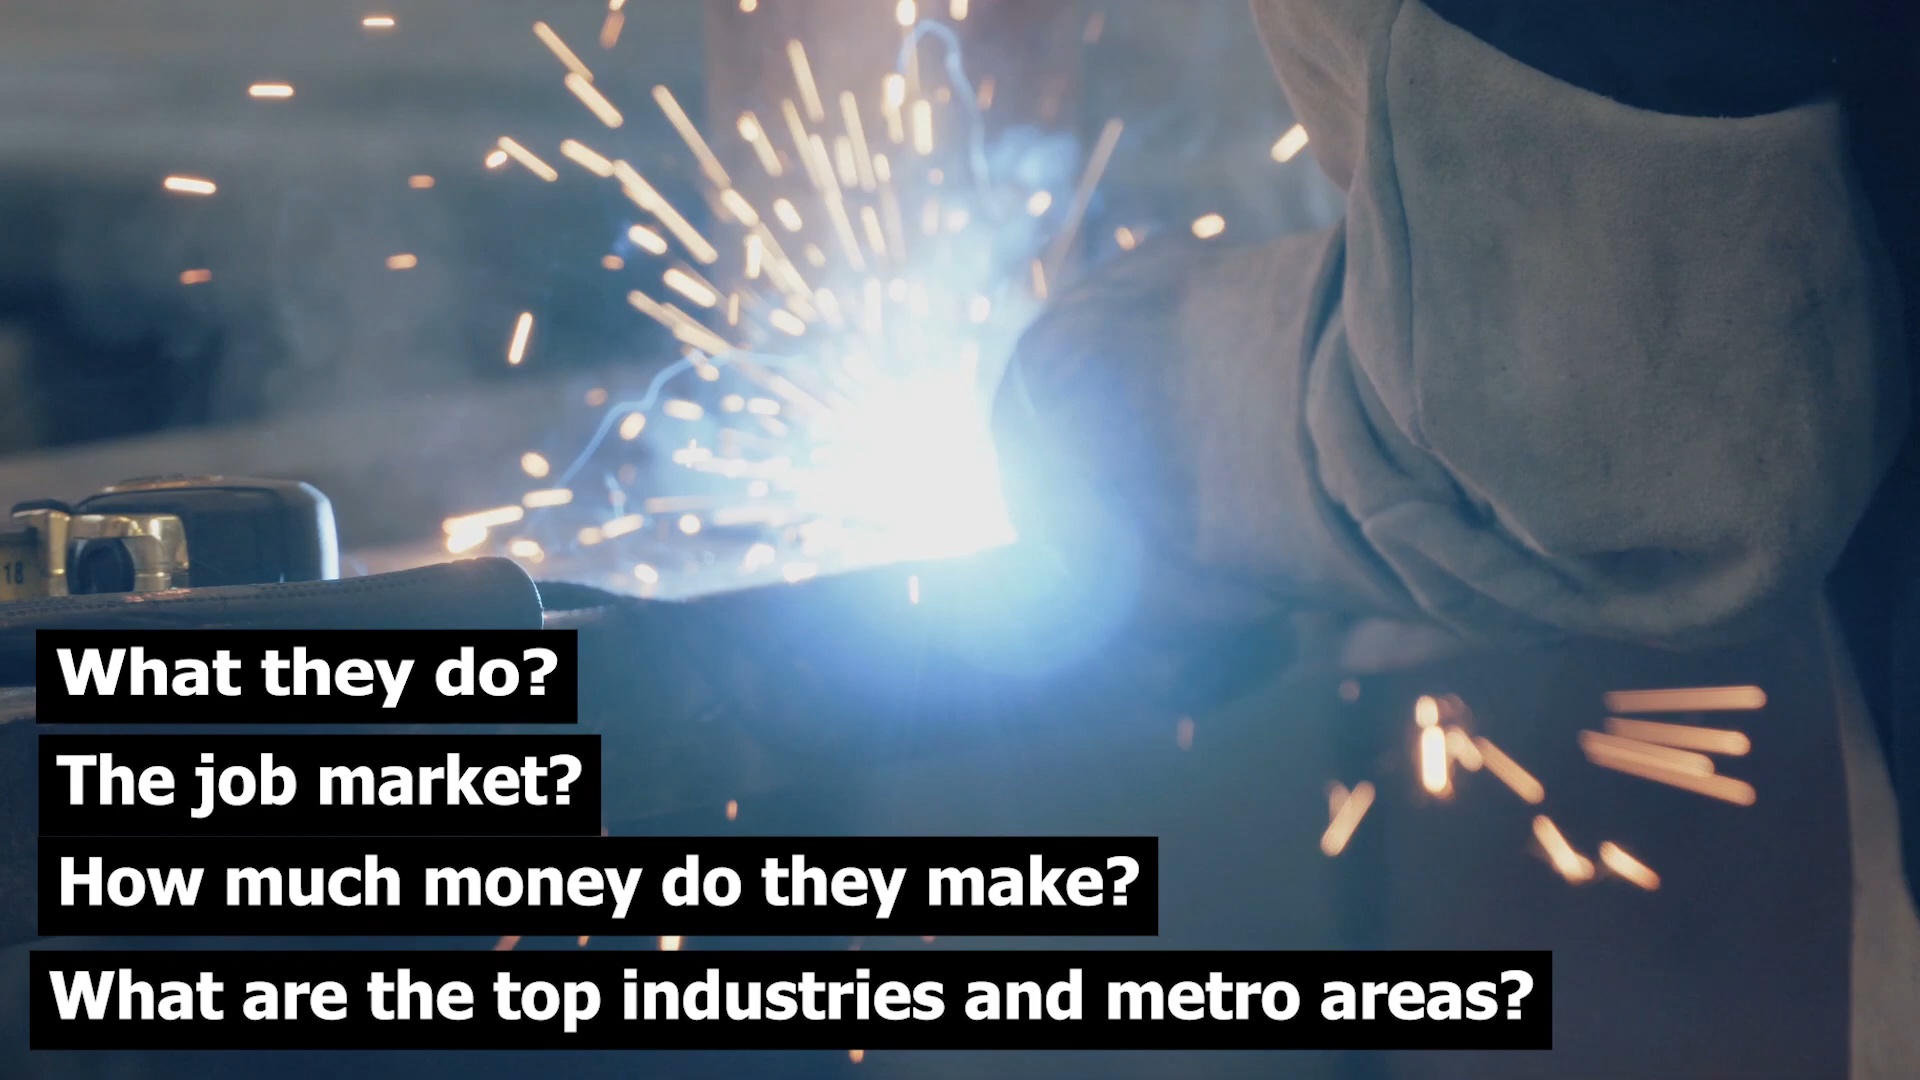 18
What they do?
The job market?
How much money do they make?
What are the top industries and metro areas?